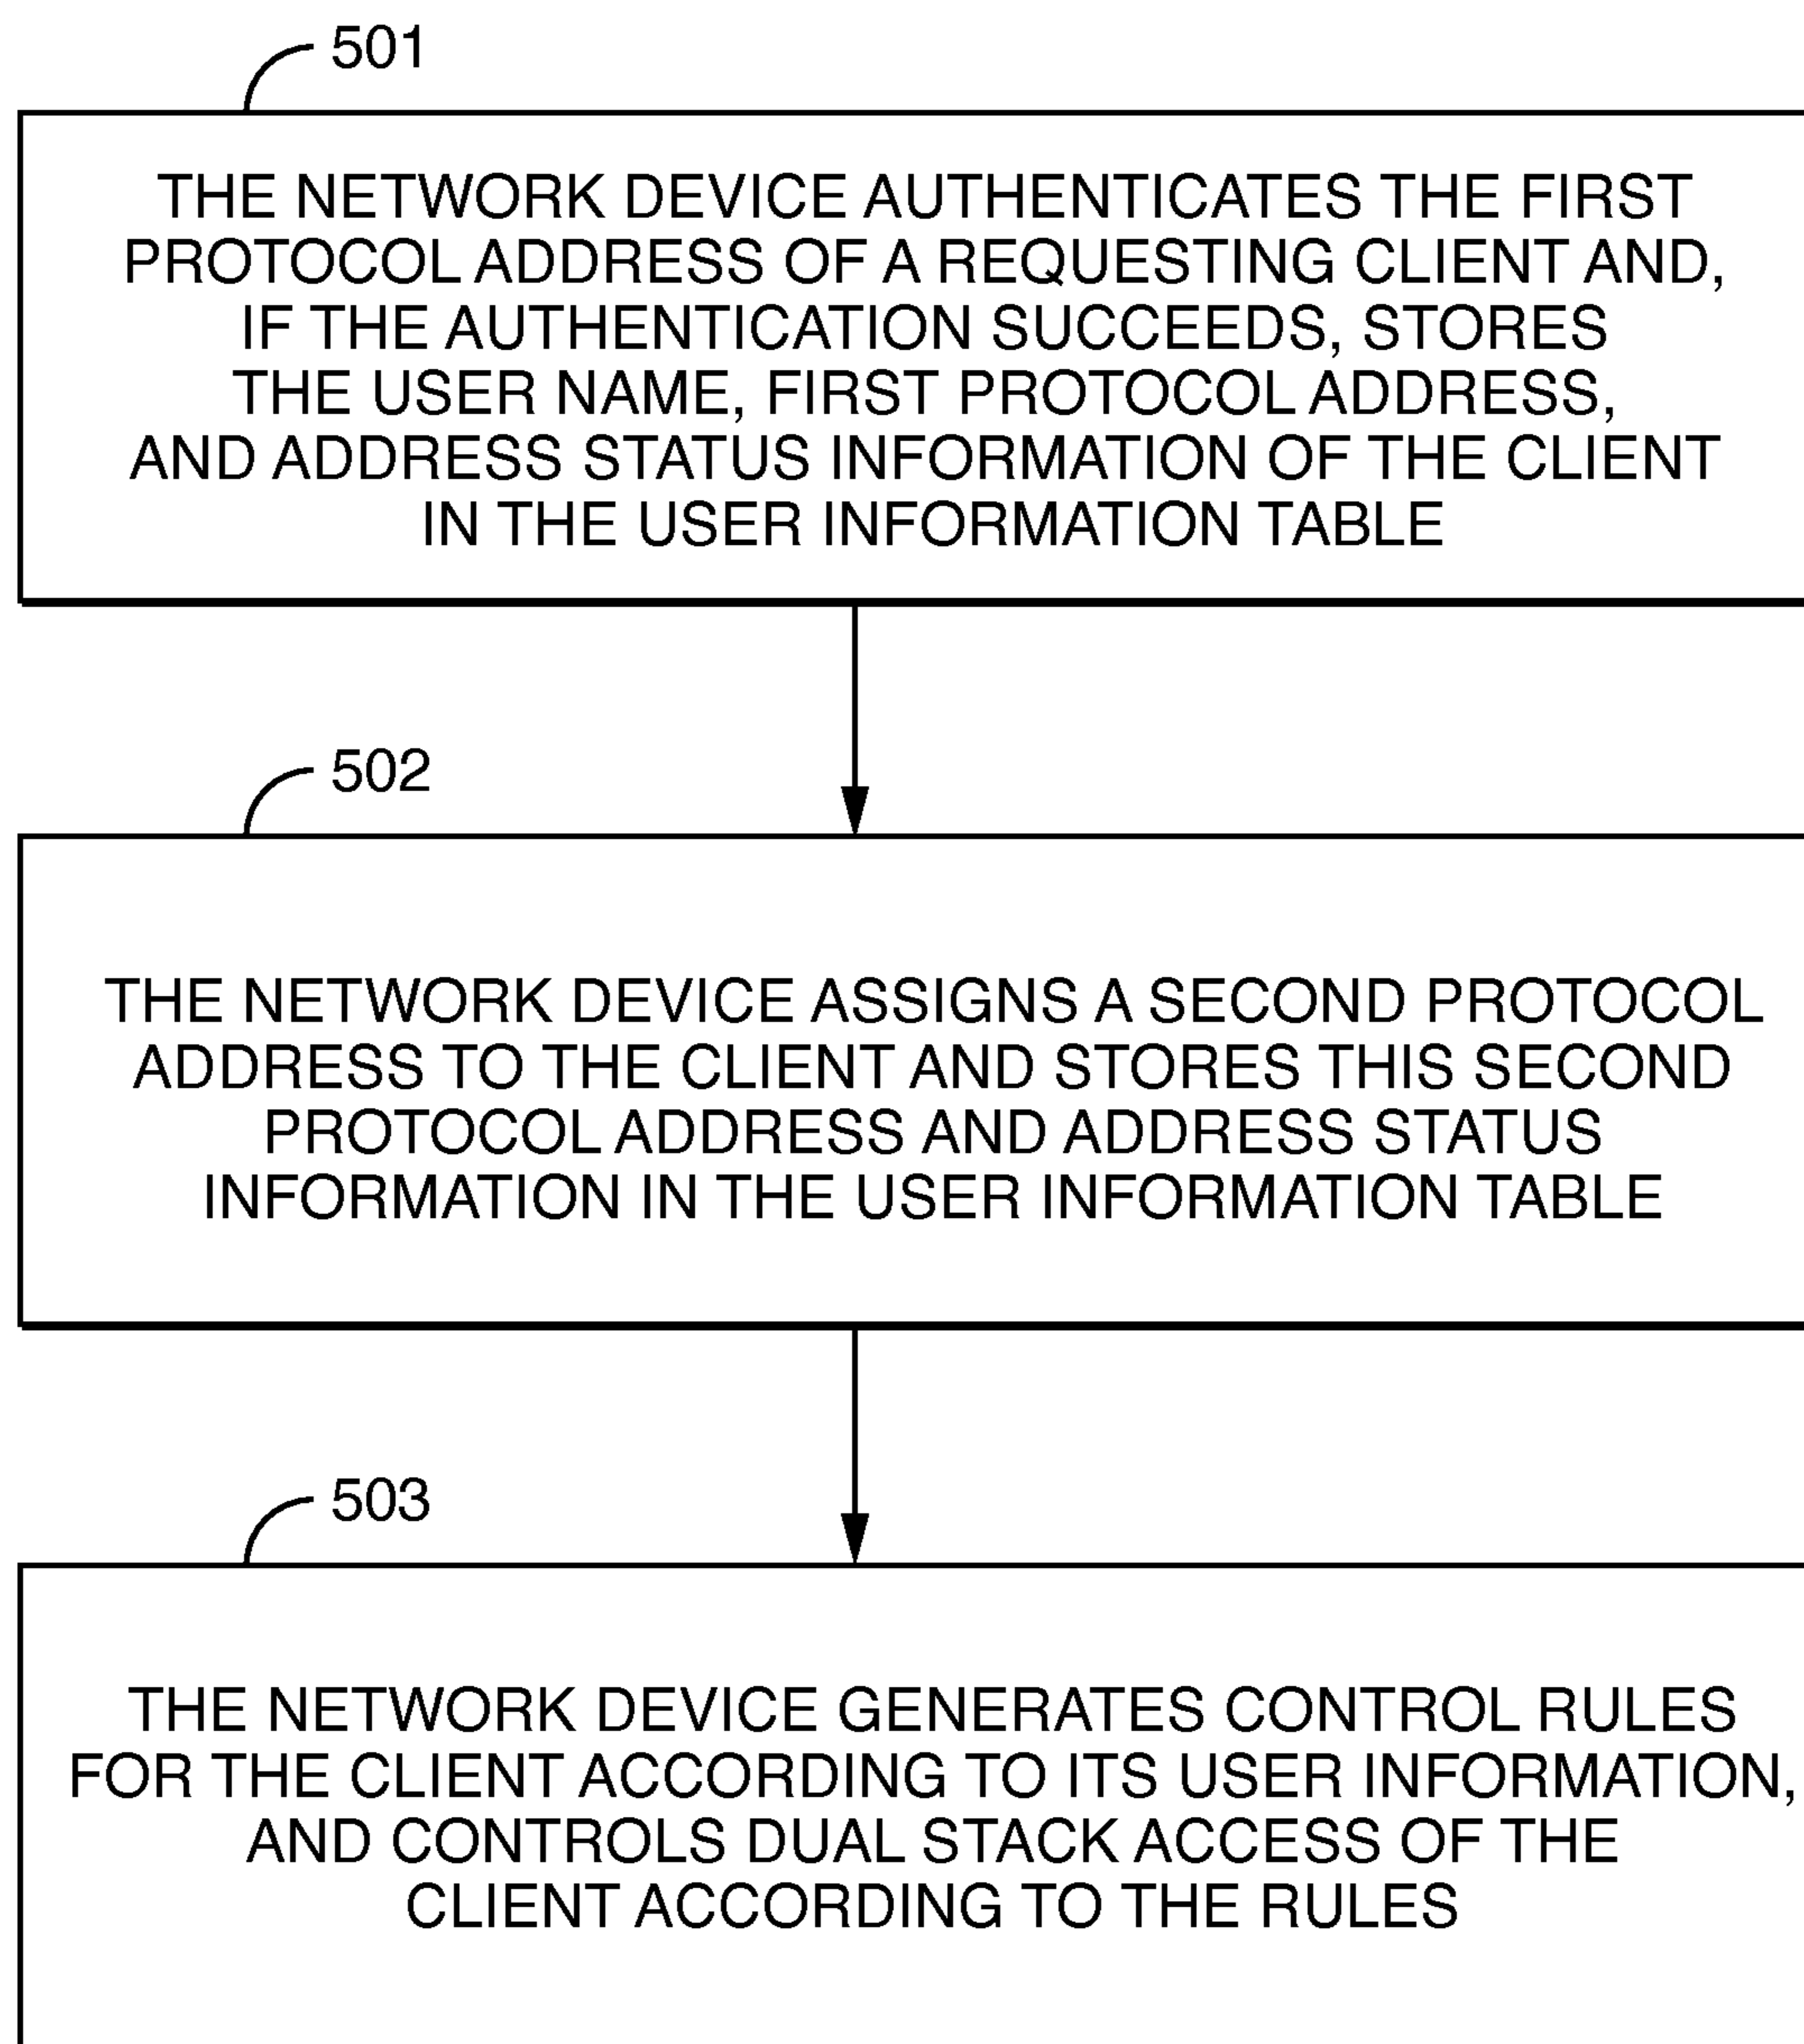 501
THE NETWORK DEVICE AUTHENTICATES THE FIRST
PROTOCOL ADDRESS OF A REQUESTING CLIENT AND,
IF THE AUTHENTICATION SUCCEEDS, STORES
THE USER NAME, FIRST PROTOCOL ADDRESS,
AND ADDRESS STATUS INFORMATION OF THE CLIENT
IN THE USER INFORMATION TABLE
502
THE NETWORK DEVICE ASSIGNS A SECOND PROTOCOL
ADDRESS TO THE CLIENT AND STORES THIS SECOND
PROTOCOL ADDRESS AND ADDRESS STATUS
INFORMATION IN THE USER INFORMATION TABLE
503
THE NETWORK DEVICE GENERATES CONTROL RULES
FOR THE CLIENT ACCORDING TO ITS USER INFORMATION,
AND CONTROLS DUAL STACK ACCESS OF THE
CLIENT ACCORDING TO THE RULES